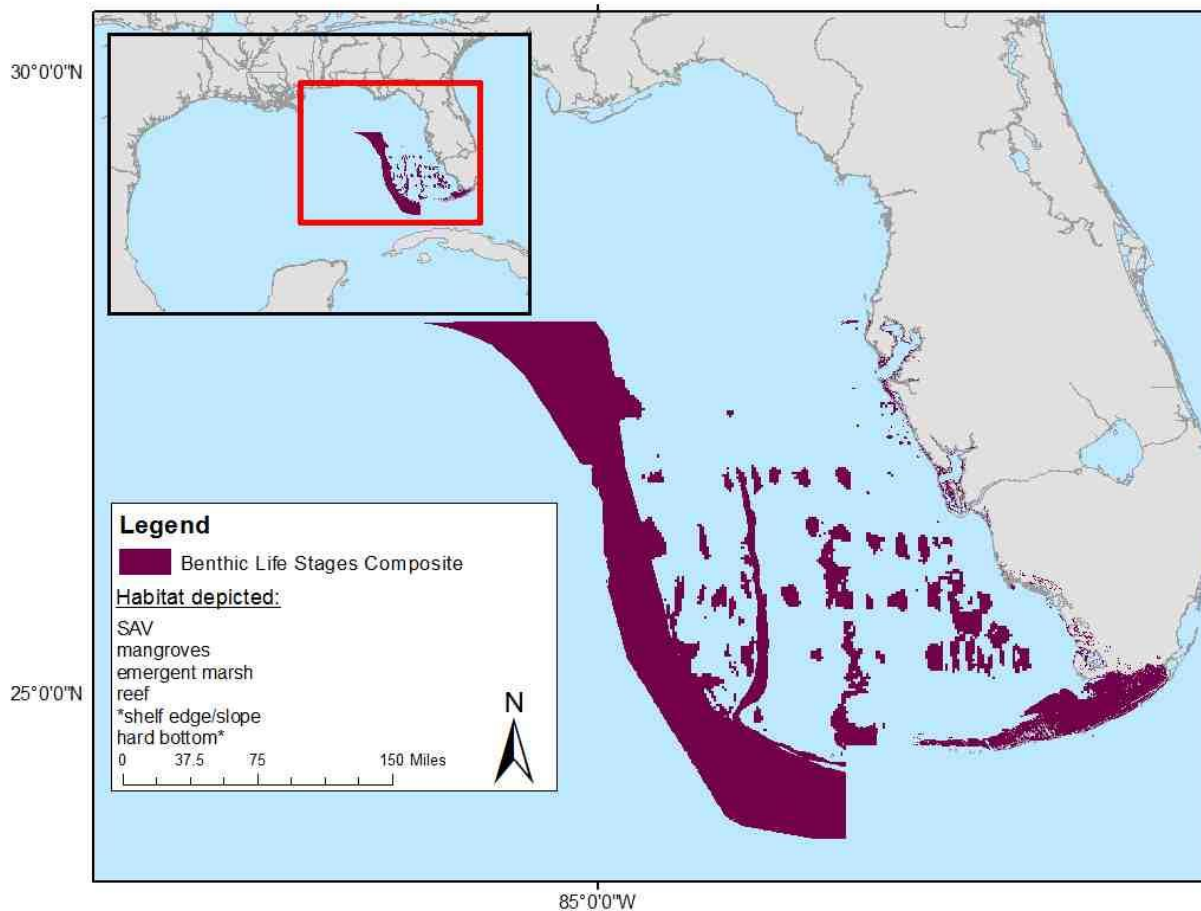 30°0'0"N
Legend
Benthic Life Stages Composite
Habitat depicted:
SAV
mangroves
emergent marsh
reef
*shelf edge/slope
hard bottom*
N
0 37.5 75 150 Miles
25°0'0"N
85°0'0"W